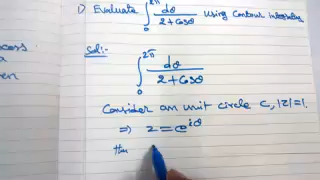 1) Evaluate ∫₀^2π dθ / 2+Cosθ using Contour Integration
Sol:-
∫₀^2π dθ / 2+Cosθ
Consider an unit circle C, |z|=1.
⇒ z = e^iθ
then